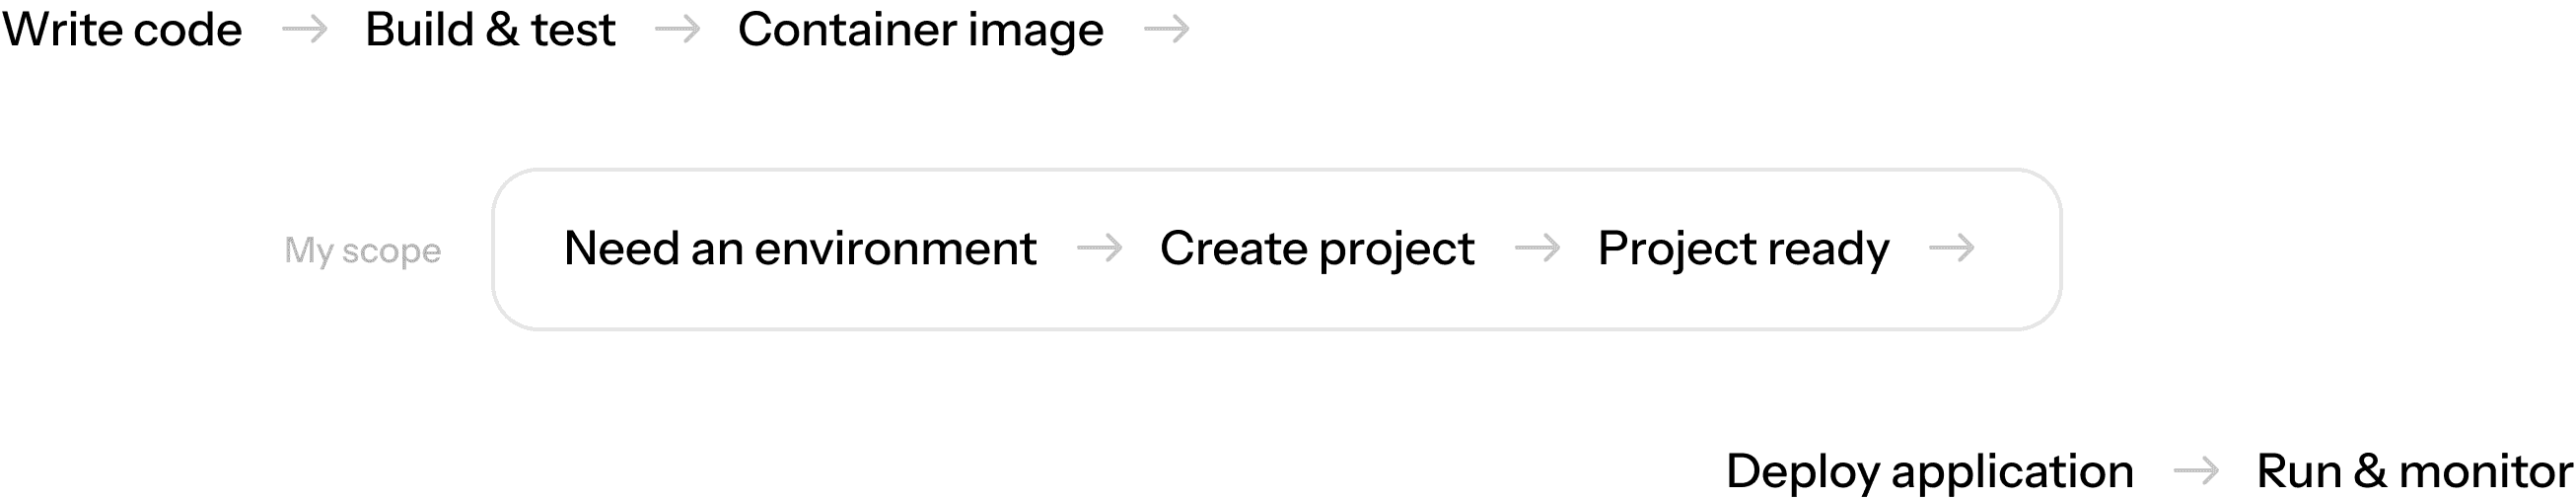 Write code → Build & test → Container image →
My scope Need an environment → Create project → Project ready →
Deploy application → Run & monitor